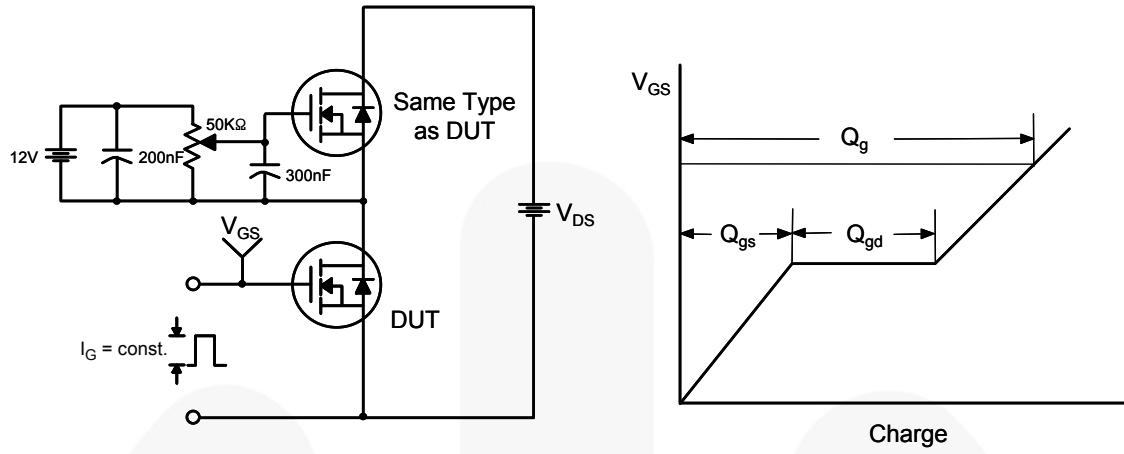 12V
200nF
50KΩ
300nF
Same Type
as DUT
V_GS
DUT
I_G = const.
V_DS
V_GS
Q_g
Q_gs
Q_gd
Charge